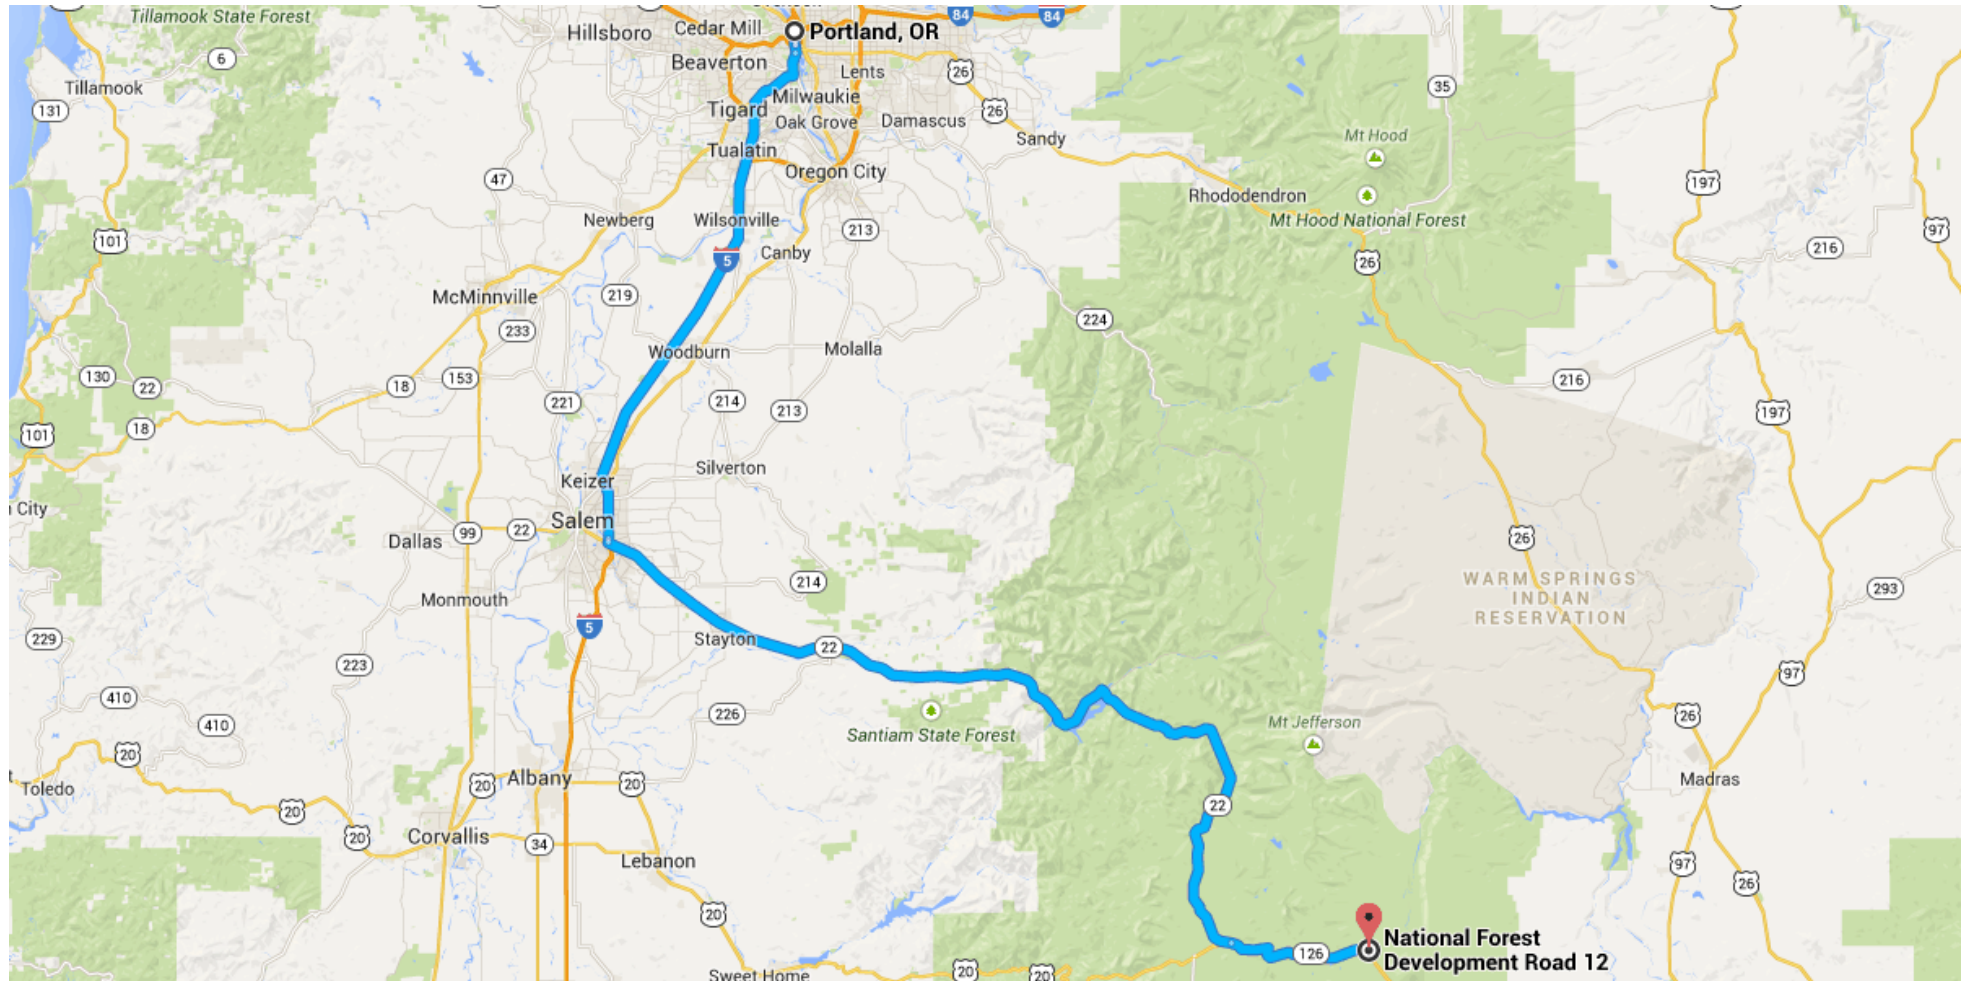 Tillamook State Forest
Hillsboro
Cedar Mill
Portland, OR
84
84
6
Beaverton
Lents
26
35
Tillamook
131
Tigard
Milwaukie
Oak Grove
Damascus
26
Sandy
Mt Hood
Tualatin
Oregon City
47
197
Rhododendron
Newberg
Wilsonville
213
Mt Hood National Forest
101
5
Canby
26
216
97
McMinnville
219
233
224
Woodburn
Molalla
130
22
18
153
221
214
213
216
197
101
18
Keizer
Silverton
City
Salem
Dallas
99
22
26
214
WARM SPRINGS
INDIAN
RESERVATION
293
Monmouth
5
229
Stayton
22
223
97
410
410
226
Santiam State Forest
Mt Jefferson
26
20
Toledo
20
Albany
20
20
Madras
22
20
Corvallis
34
Lebanon
97
26
20
National Forest
Development Road 12
126
Sweet Home
20
20